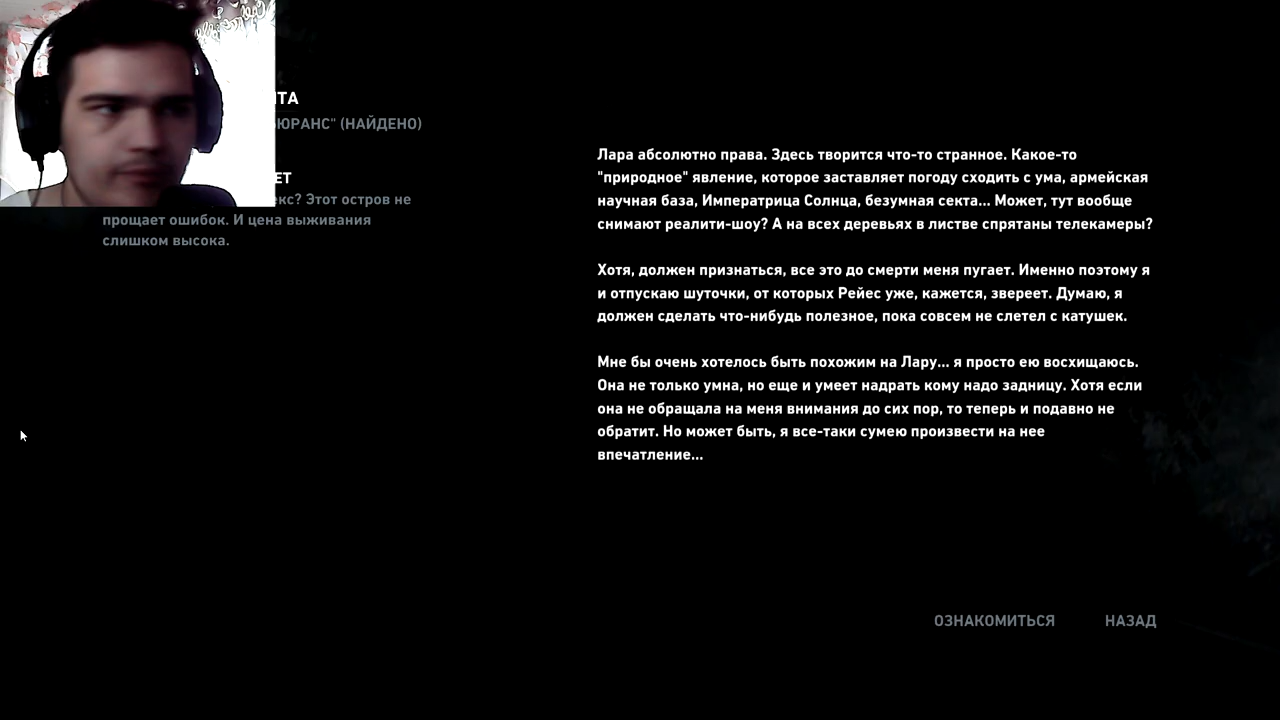 ЬЮРАНС" (НАЙДЕНО)
екс? Этот остров не
прощает ошибок. И цена выживания
слишком высока.
Лара абсолютно права. Здесь творится что-то странное. Какое-то
"природное" явление, которое заставляет погоду сходить с ума, армейская
научная база, Императрица Солнца, безумная секта... Может, тут вообще
снимают реалити-шоу? А на всех деревьях в листве спрятаны телекамеры?
Хотя, должен признаться, все это до смерти меня пугает. Именно поэтому я
и отпускаю шуточки, от которых Рейес уже, кажется, звереет. Думаю, я
должен сделать что-нибудь полезное, пока совсем не слетел с катушек.
Мне бы очень хотелось быть похожим на Лару... я просто ею восхищаюсь.
Она не только умна, но еще и умеет надрать кому надо задницу. Хотя если
она не обращала на меня внимания до сих пор, то теперь и подавно не
обратит. Но может быть, я все-таки сумею произвести на нее
впечатление...
ОЗНАКОМИТЬСЯ НАЗАД